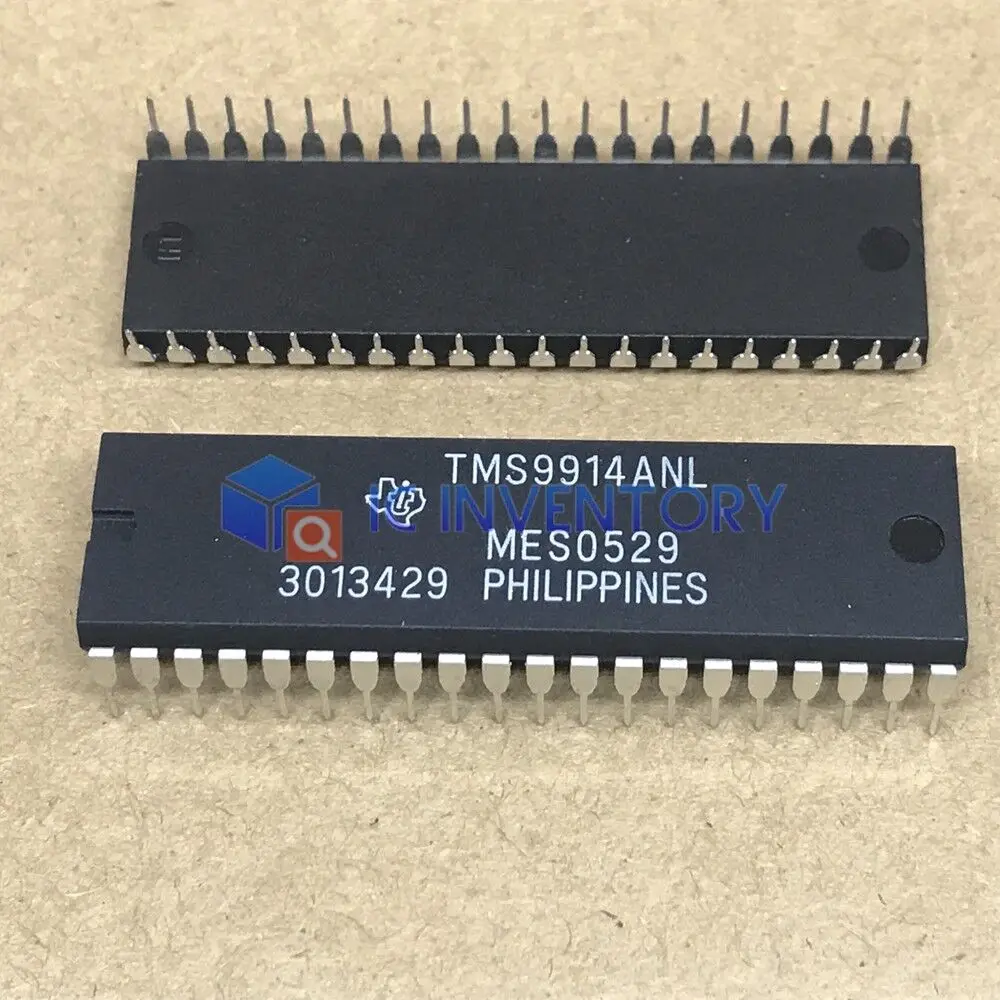 TMS9914ANL
IC INVENTORY
MES0529
3013429 PHILIPPINES